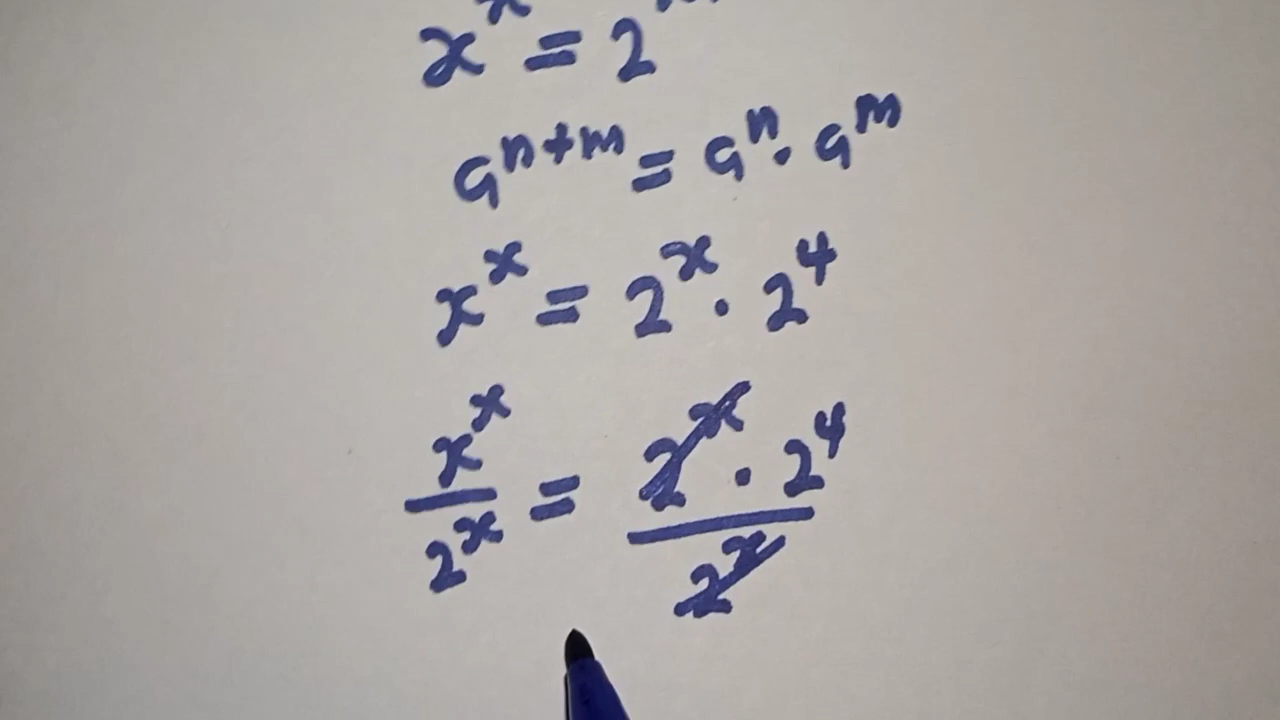 x^x = 2
a^{n+m} = a^n · a^m
x^x = 2^x · 2^4
x^x / 2^x = 2^x · 2^4 / 2^x